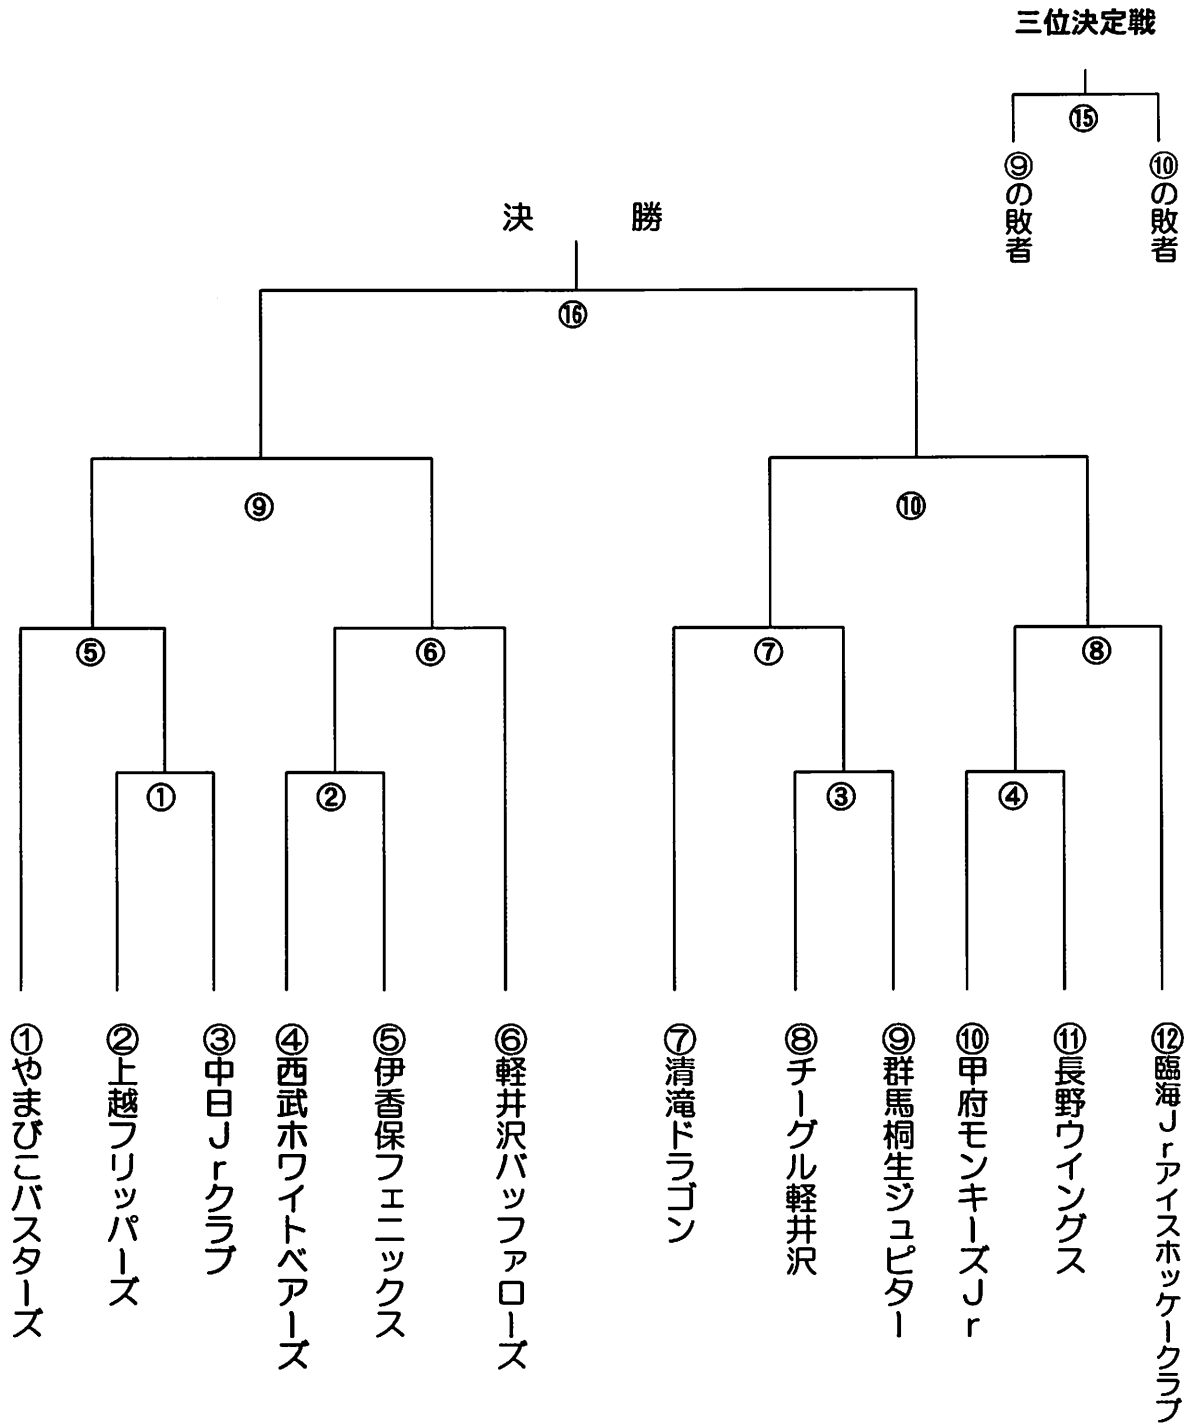 三位決定戦
⑮
⑨の敗者
⑩の敗者
決 勝
⑯
⑨
⑩
⑤
⑥
⑦
⑧
①
②
③
④
①やまびこバスターズ
②上越フリッパーズ
③中日Jrクラブ
④西武ホワイトベアーズ
⑤伊香保フェニックス
⑥軽井沢バッファローズ
⑦清滝ドラゴン
⑧チーグル軽井沢
⑨群馬桐生ジュピター
⑩甲府モンキーズJr
⑪長野ウイングス
⑫臨海Jrアイスホッケークラブ